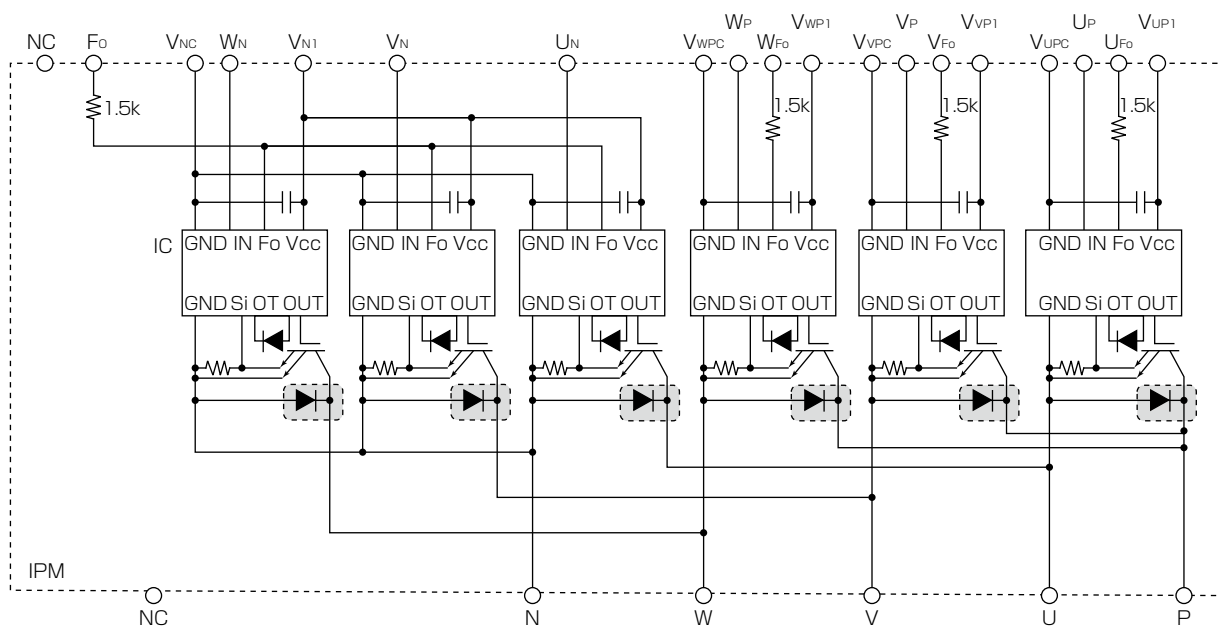 NC Fo VNC WN VN1 VN UN VWPC WP WFo VWP1 VVPC VP VFo VVP1 VUPC UP UFo VUP1
1.5k 1.5k 1.5k 1.5k
IC
GND IN Fo Vcc GND IN Fo Vcc GND IN Fo Vcc GND IN Fo Vcc GND IN Fo Vcc GND IN Fo Vcc
GND Si OT OUT GND Si OT OUT GND Si OT OUT GND Si OT OUT GND Si OT OUT GND Si OT OUT
IPM
NC N W V U P